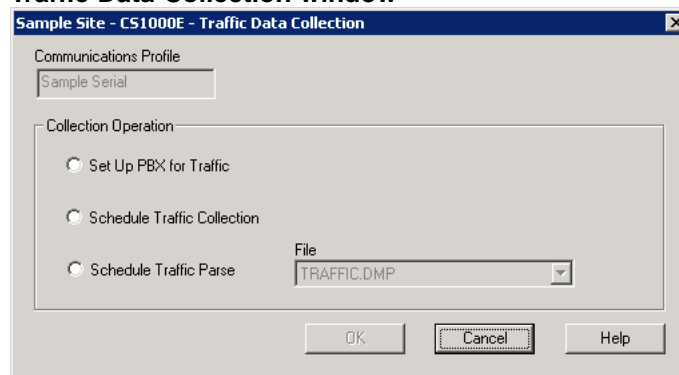 Traffic Data Collection window
Sample Site - CS1000E - Traffic Data Collection
Communications Profile
Sample Serial
Collection Operation
Set Up PBX for Traffic
Schedule Traffic Collection
File
Schedule Traffic Parse
TRAFFIC.DMP
OK
Cancel
Help